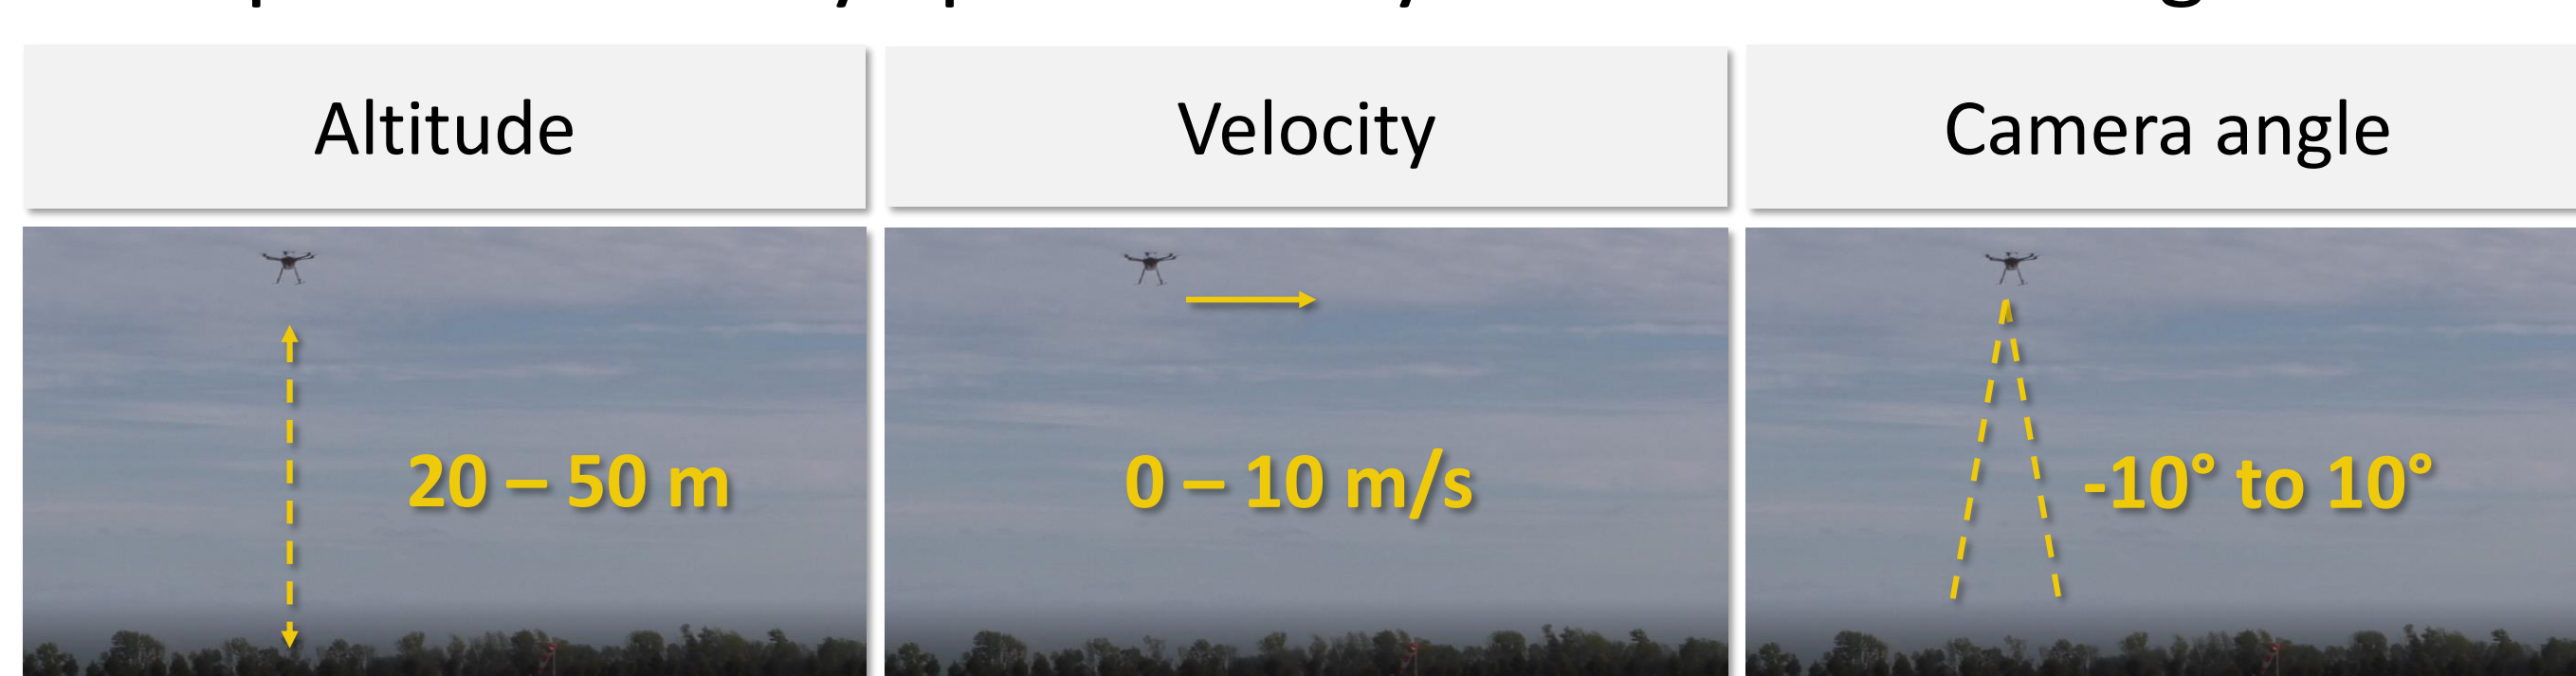 Altitude
Velocity
Camera angle
20 – 50 m
0 – 10 m/s
-10° to 10°